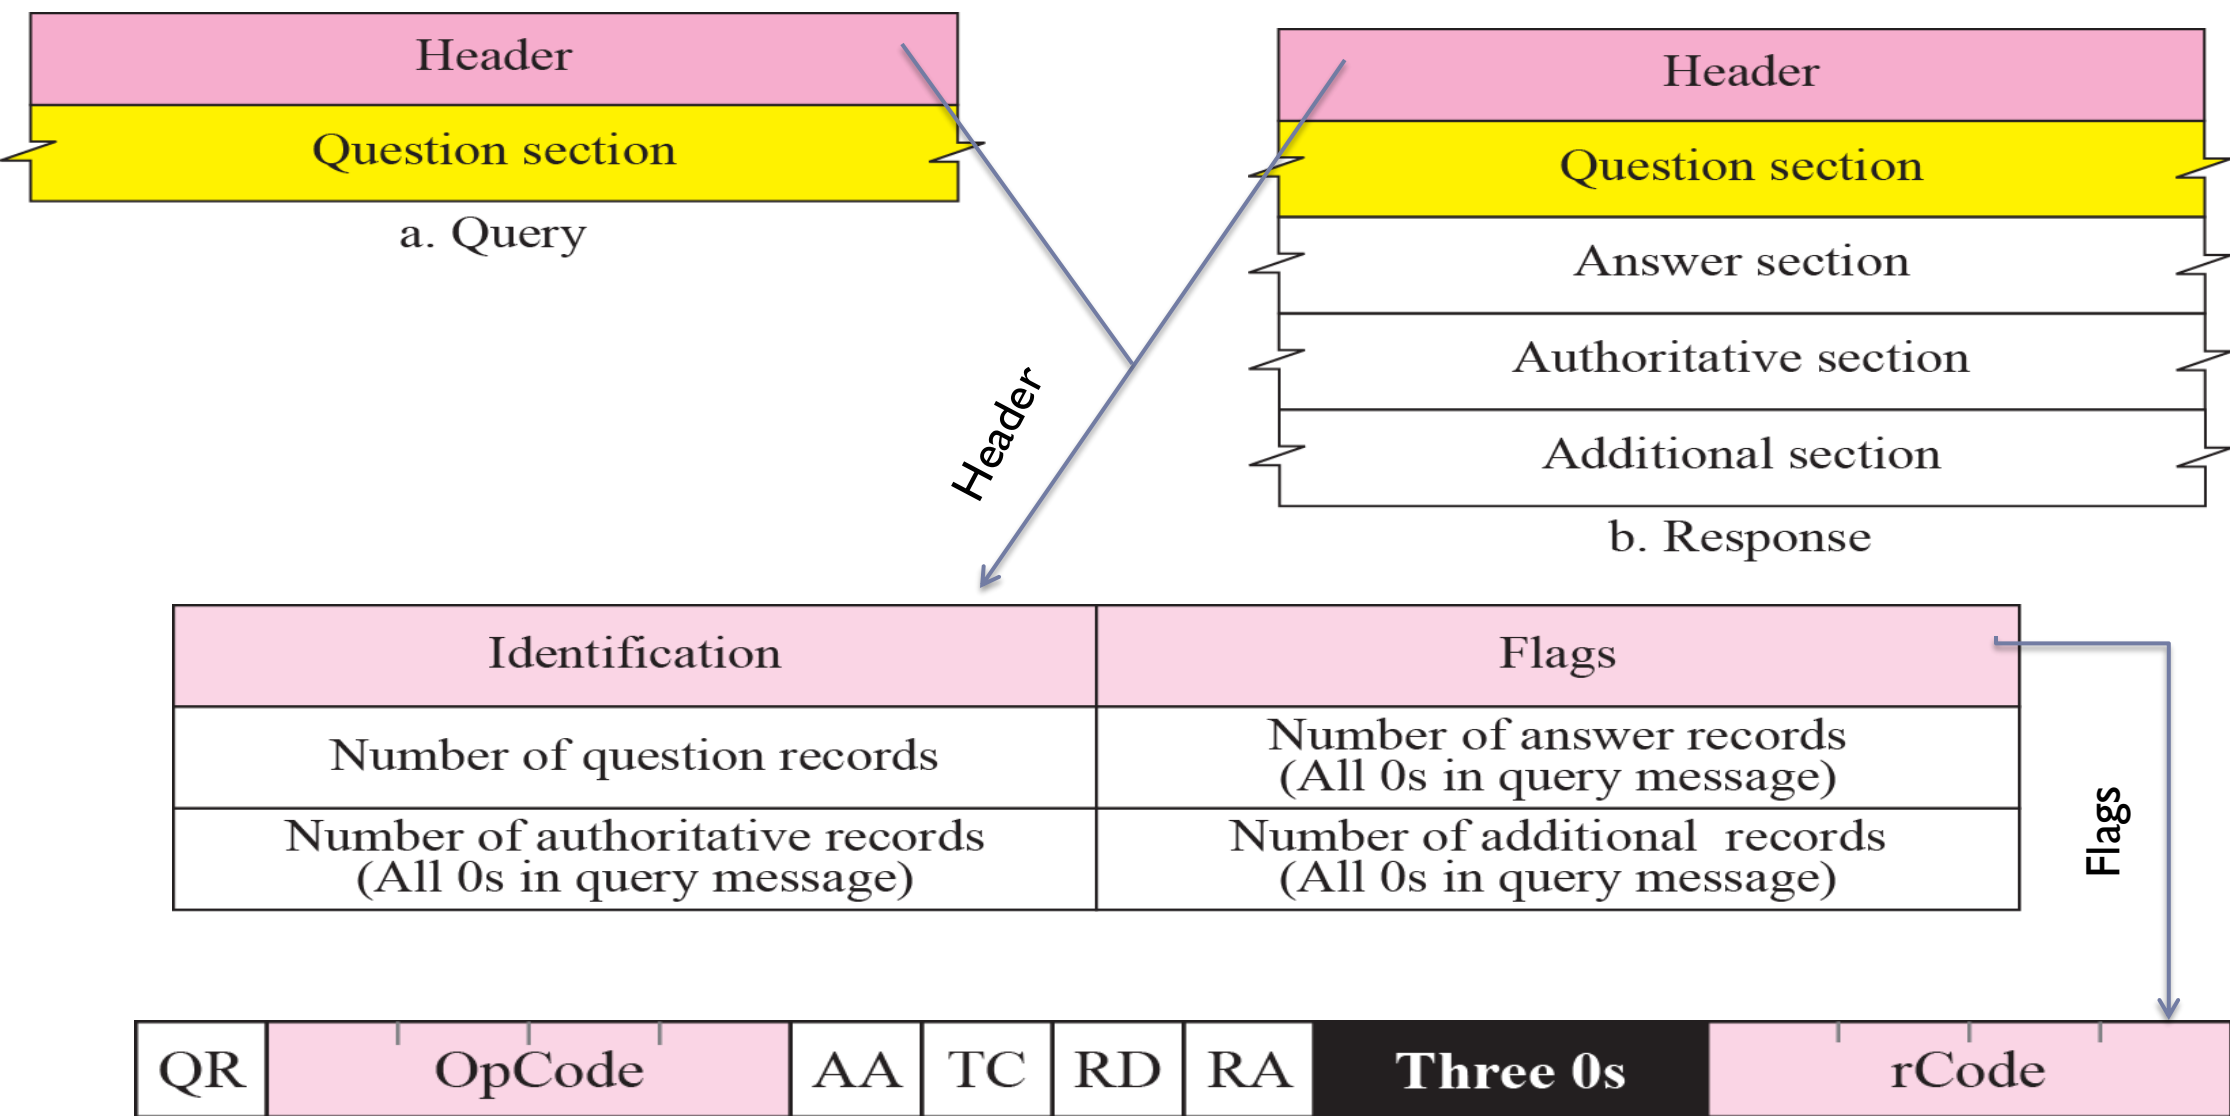 Header
Question section
a. Query
Header
Question section
Answer section
Authoritative section
Additional section
b. Response
Header
Identification
Flags
Number of question records
Number of answer records
(All 0s in query message)
Number of authoritative records
(All 0s in query message)
Number of additional records
(All 0s in query message)
Flags
QR
OpCode
AA
TC
RD
RA
Three 0s
rCode